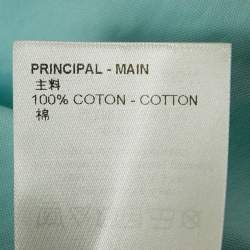 PRINCIPAL - MAIN
主料
100% COTON - COTTON
棉